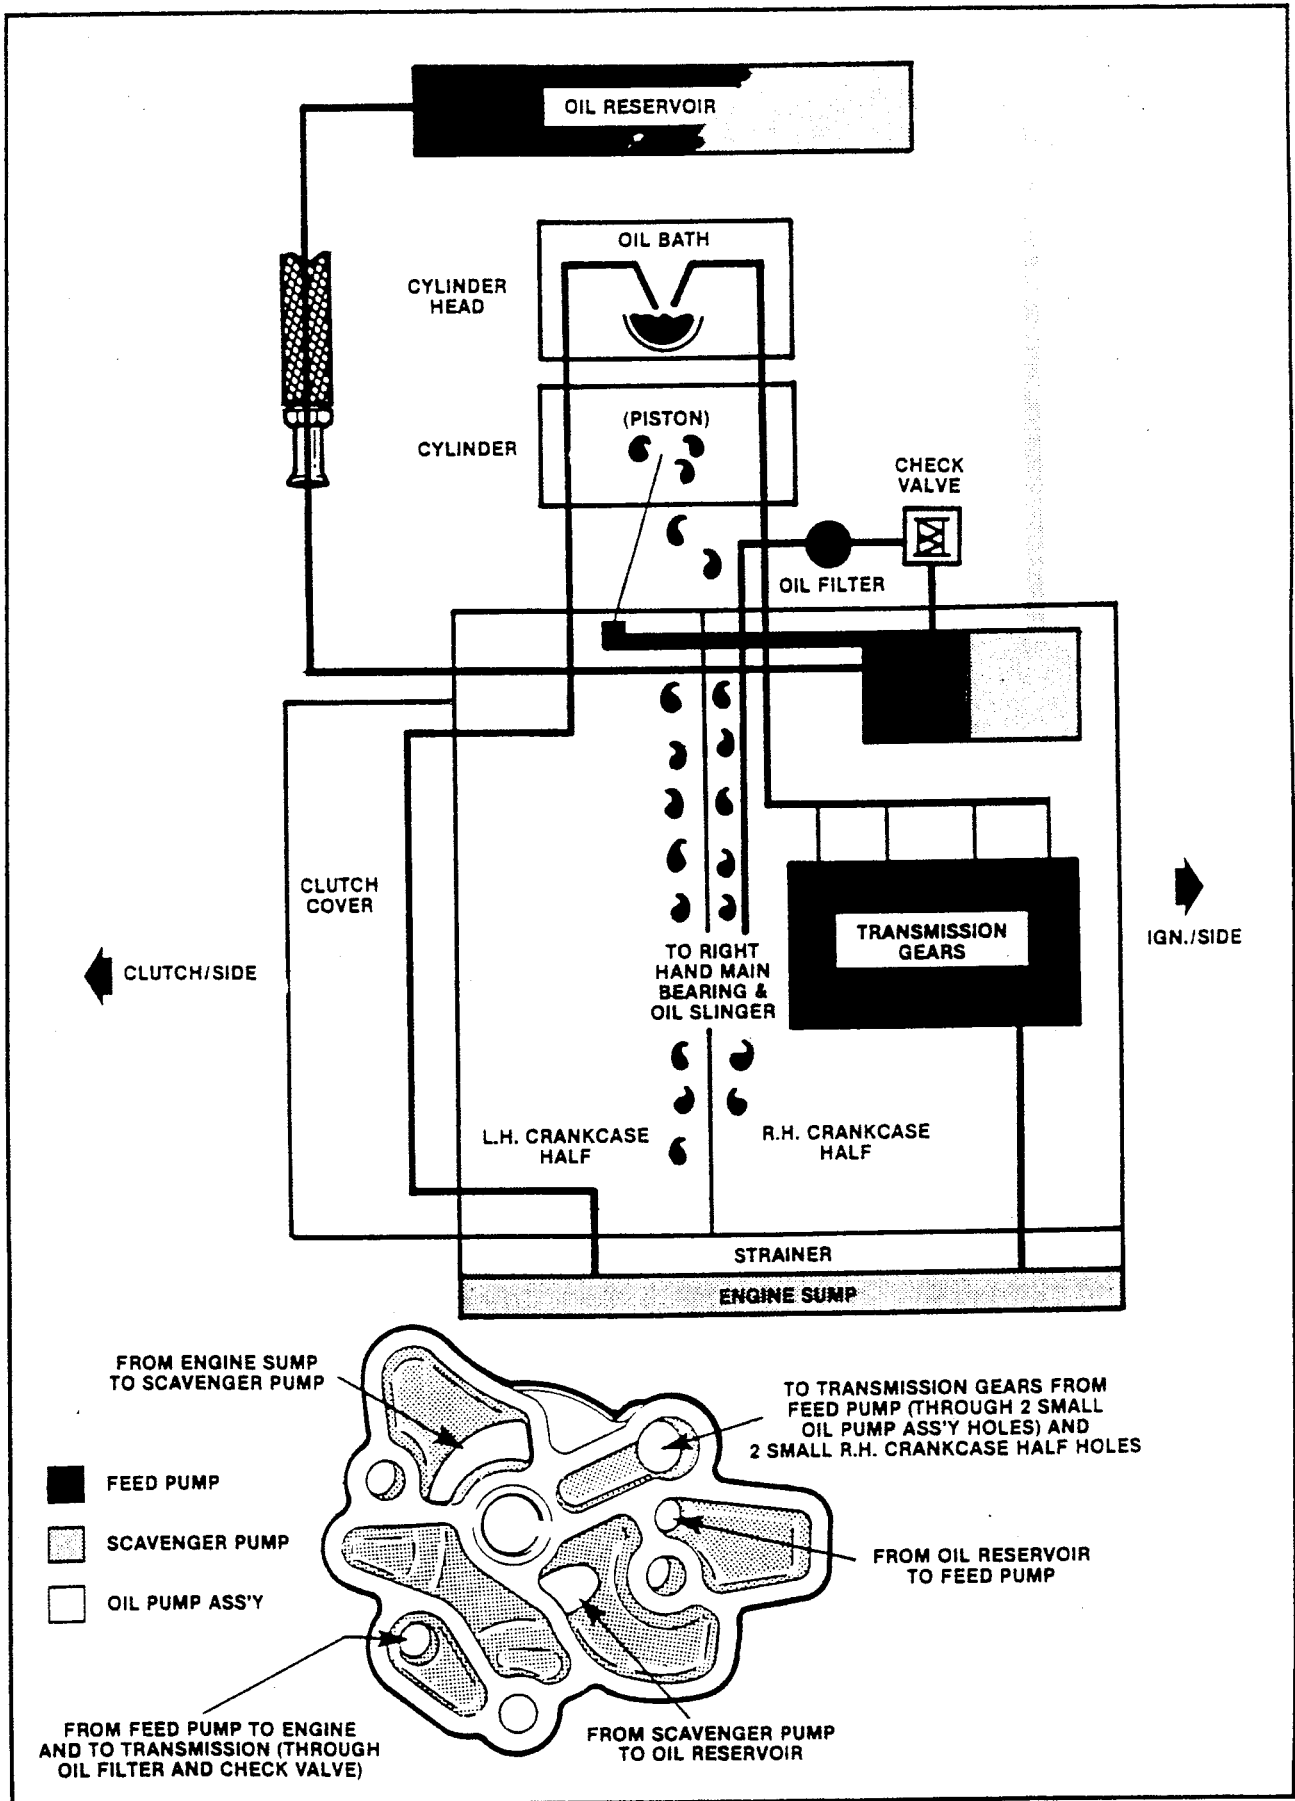 OIL RESERVOIR
OIL BATH
CYLINDER
HEAD
(PISTON)
CYLINDER
CHECK
VALVE
OIL FILTER
CLUTCH
COVER
TRANSMISSION
GEARS
IGN./SIDE
CLUTCH/SIDE
TO RIGHT
HAND MAIN
BEARING &
OIL SLINGER
L.H. CRANKCASE
HALF
R.H. CRANKCASE
HALF
STRAINER
ENGINE SUMP
FROM ENGINE SUMP
TO SCAVENGER PUMP
TO TRANSMISSION GEARS FROM
FEED PUMP (THROUGH 2 SMALL
OIL PUMP ASS'Y HOLES) AND
2 SMALL R.H. CRANKCASE HALF HOLES
FEED PUMP
SCAVENGER PUMP
OIL PUMP ASS'Y
FROM OIL RESERVOIR
TO FEED PUMP
FROM FEED PUMP TO ENGINE
AND TO TRANSMISSION (THROUGH
OIL FILTER AND CHECK VALVE)
FROM SCAVENGER PUMP
TO OIL RESERVOIR